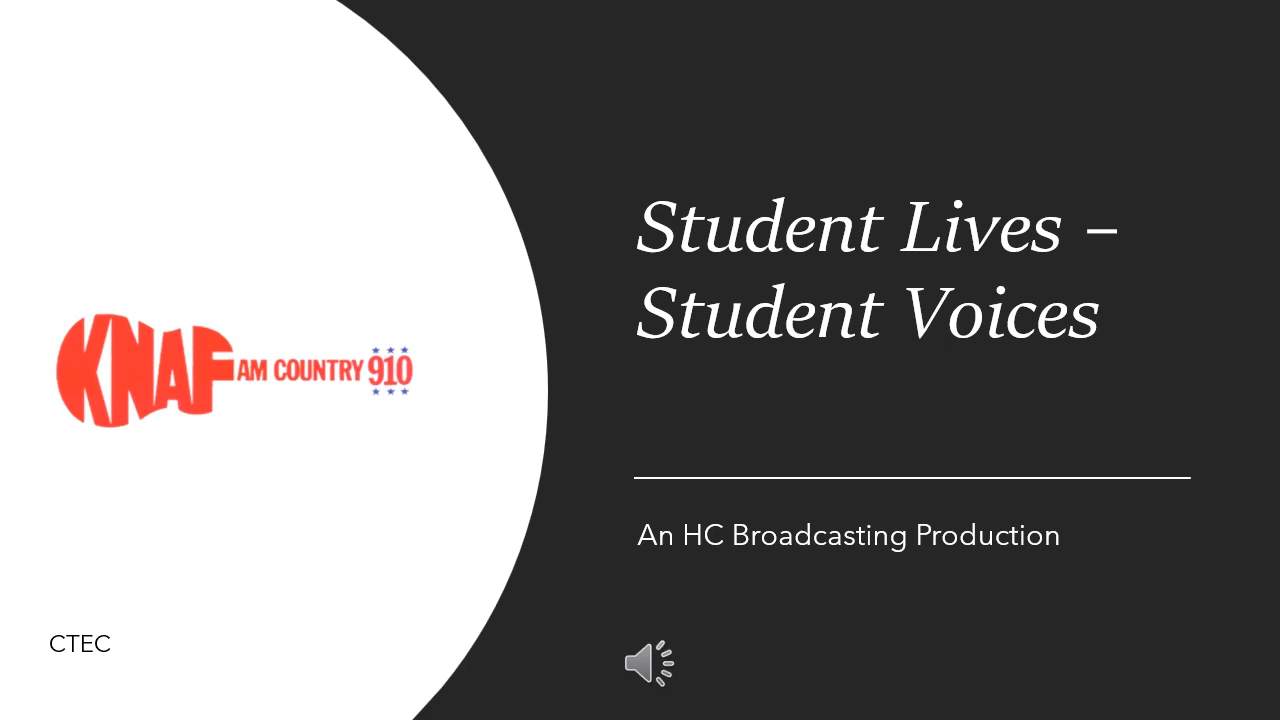 Student Lives –
Student Voices
KNAF AM COUNTRY 910
An HC Broadcasting Production
CTEC